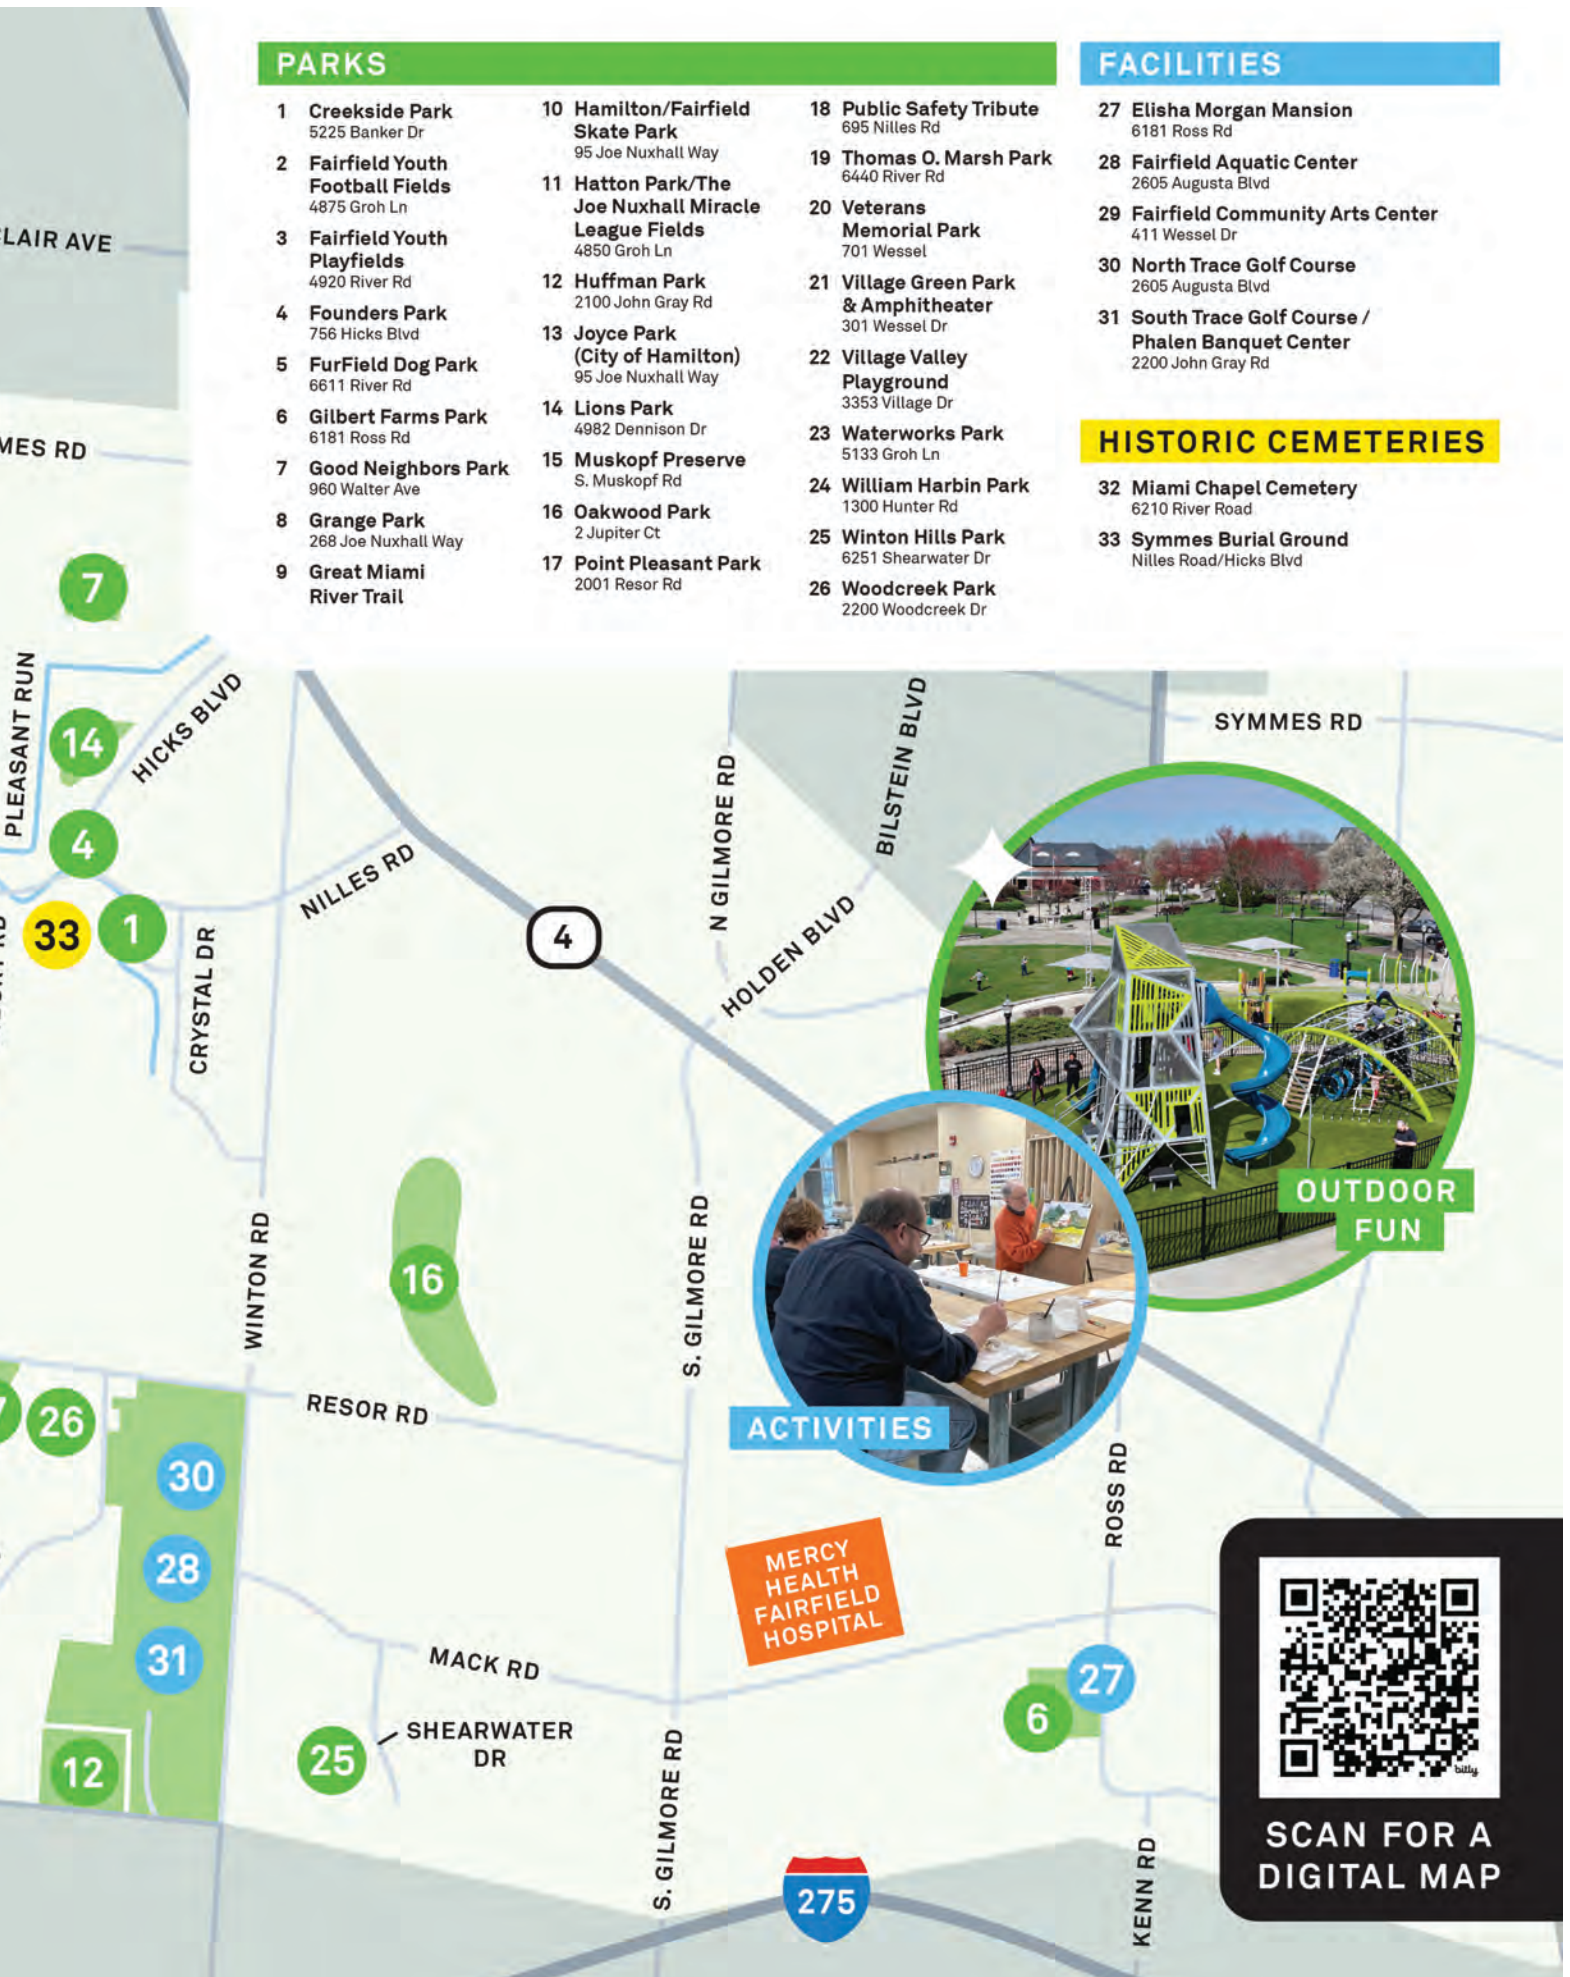 PARKS
1 Creekside Park
5225 Banker Dr
2 Fairfield Youth
Football Fields
4875 Groh Ln
3 Fairfield Youth
Playfields
4920 River Rd
4 Founders Park
756 Hicks Blvd
5 FurField Dog Park
6611 River Rd
6 Gilbert Farms Park
6181 Ross Rd
7 Good Neighbors Park
960 Walter Ave
8 Grange Park
268 Joe Nuxhall Way
9 Great Miami
River Trail
10 Hamilton/Fairfield
Skate Park
95 Joe Nuxhall Way
11 Hatton Park/The
Joe Nuxhall Miracle
League Fields
4850 Groh Ln
12 Huffman Park
2100 John Gray Rd
13 Joyce Park
(City of Hamilton)
95 Joe Nuxhall Way
14 Lions Park
4982 Dennison Dr
15 Muskopf Preserve
S. Muskopf Rd
16 Oakwood Park
2 Jupiter Ct
17 Point Pleasant Park
2001 Resor Rd
18 Public Safety Tribute
695 Nilles Rd
19 Thomas O. Marsh Park
6440 River Rd
20 Veterans
Memorial Park
701 Wessel
21 Village Green Park
& Amphitheater
301 Wessel Dr
22 Village Valley
Playground
3353 Village Dr
23 Waterworks Park
5133 Groh Ln
24 William Harbin Park
1300 Hunter Rd
25 Winton Hills Park
6251 Shearwater Dr
26 Woodcreek Park
2200 Woodcreek Dr
FACILITIES
27 Elisha Morgan Mansion
6181 Ross Rd
28 Fairfield Aquatic Center
2605 Augusta Blvd
29 Fairfield Community Arts Center
411 Wessel Dr
30 North Trace Golf Course
2605 Augusta Blvd
31 South Trace Golf Course /
Phalen Banquet Center
2200 John Gray Rd
HISTORIC CEMETERIES
32 Miami Chapel Cemetery
6210 River Road
33 Symmes Burial Ground
Nilles Road/Hicks Blvd
LAIR AVE
MES RD
7
PLEASANT RUN
14
HICKS BLVD
4
33
1
CRYSTAL DR
NILLES RD
4
N GILMORE RD
BILSTEIN BLVD
HOLDEN BLVD
SYMMES RD
OUTDOOR
FUN
ACTIVITIES
WINTON RD
16
S. GILMORE RD
RESOR RD
26
30
28
31
12
MACK RD
25
SHEARWATER
DR
MERCY
HEALTH
FAIRFIELD
HOSPITAL
ROSS RD
27
6
S. GILMORE RD
275
KENN RD
bitly
SCAN FOR A
DIGITAL MAP